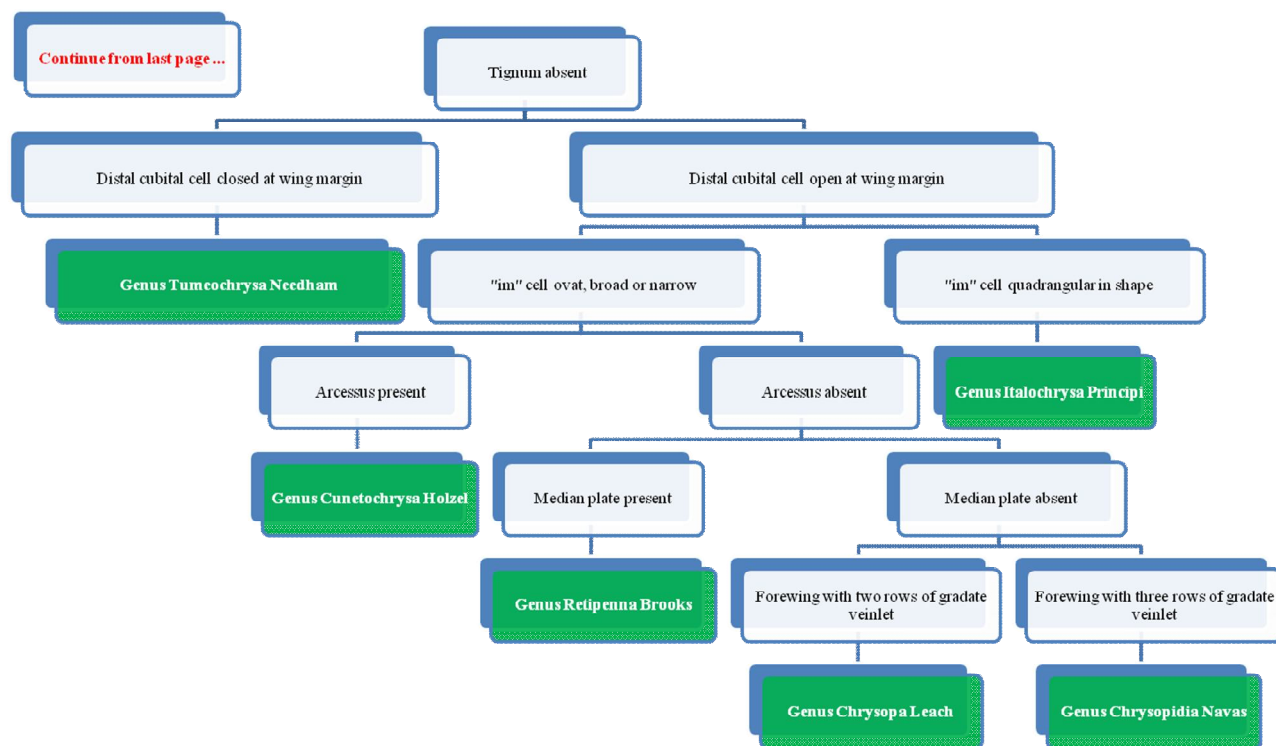 Continue from last page ...
Tignum absent
Distal cubital cell closed at wing margin
Distal cubital cell open at wing margin
Genus Tumeochrysa Needham
"im" cell ovat, broad or narrow
"im" cell quadrangular in shape
Arcessus present
Arcessus absent
Genus Italochrysa Principi
Genus Cunetochrysa Holzel
Median plate present
Median plate absent
Genus Retipenna Brooks
Forewing with two rows of gradate
veinlet
Forewing with three rows of gradate
veinlet
Genus Chrysopa Leach
Genus Chrysopidia Navas